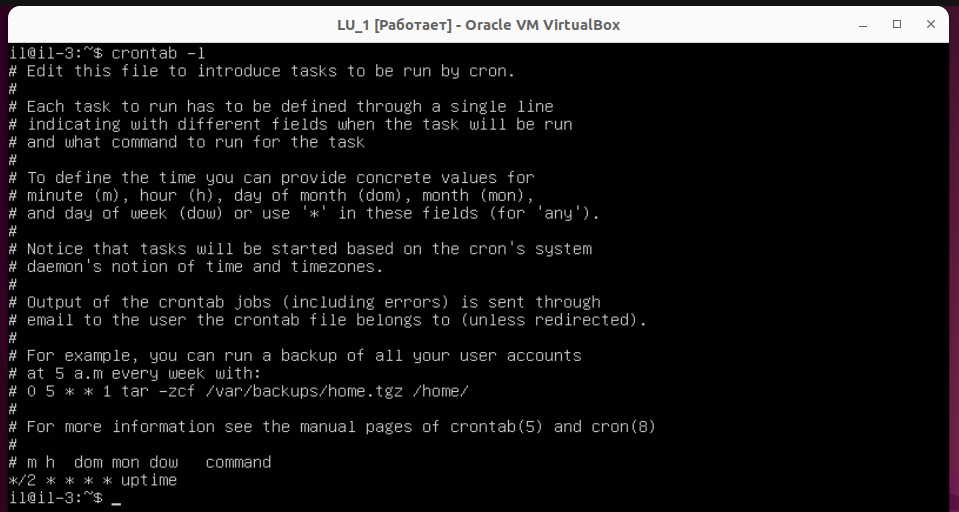 LU_1 [Работает] - Oracle VM VirtualBox
il@il-3:~$ crontab -l
# Edit this file to introduce tasks to be run by cron.
#
# Each task to run has to be defined through a single line
# indicating with different fields when the task will be run
# and what command to run for the task
#
# To define the time you can provide concrete values for
# minute (m), hour (h), day of month (dom), month (mon),
# and day of week (dow) or use '*' in these fields (for 'any').
#
# Notice that tasks will be started based on the cron's system
# daemon's notion of time and timezones.
#
# Output of the crontab jobs (including errors) is sent through
# email to the user the crontab file belongs to (unless redirected).
#
# For example, you can run a backup of all your user accounts
# at 5 a.m every week with:
# 0 5 * * 1 tar -zcf /var/backups/home.tgz /home/
#
# For more information see the manual pages of crontab(5) and cron(8)
#
# m h  dom mon dow   command
*/2 * * * * uptime
il@il-3:~$ _